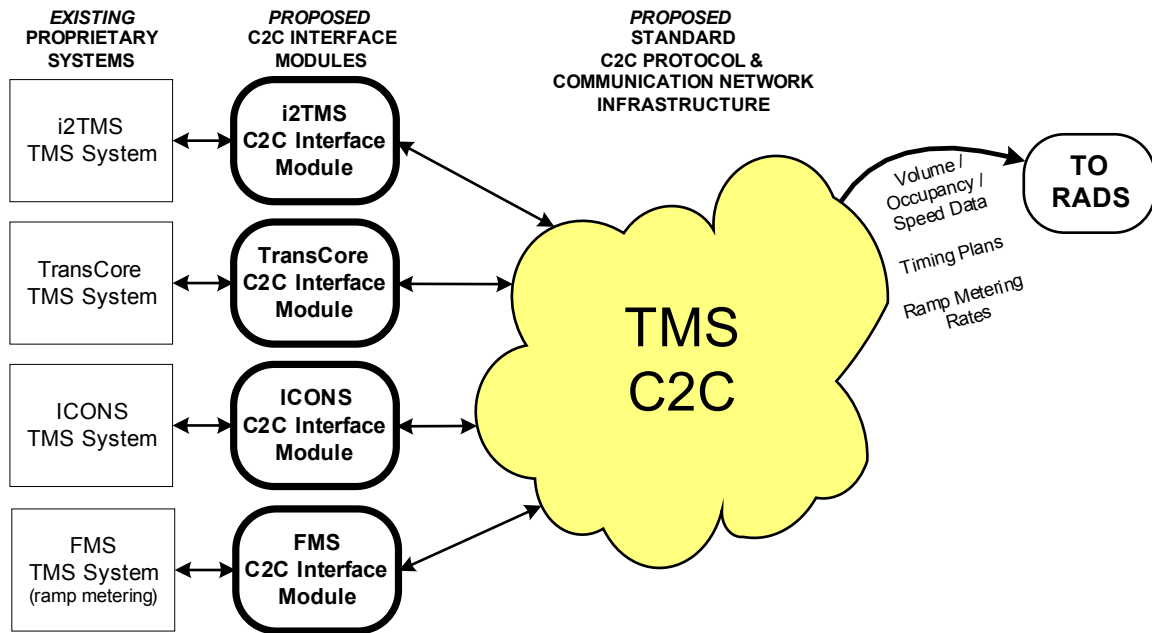 EXISTING
PROPRIETARY
SYSTEMS
PROPOSED
C2C INTERFACE
MODULES
PROPOSED
STANDARD
C2C PROTOCOL &
COMMUNICATION NETWORK
INFRASTRUCTURE
i2TMS
TMS System
i2TMS
C2C Interface
Module
TransCore
TMS System
TransCore
C2C Interface
Module
ICONS
TMS System
ICONS
C2C Interface
Module
FMS
TMS System
(ramp metering)
FMS
C2C Interface
Module
TMS
C2C
Volume /
Occupancy /
Speed Data
Timing Plans
Ramp Metering
Rates
TO
RADS